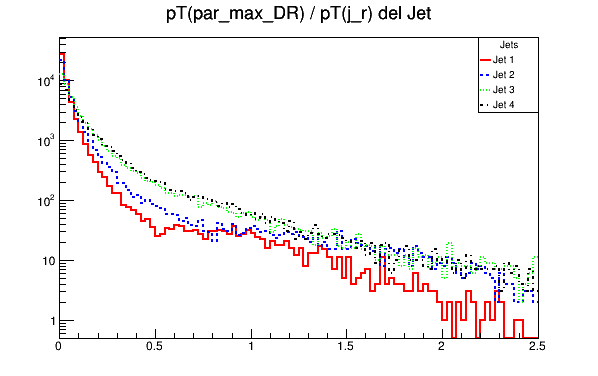 pT(par_max_DR) / pT(j_r) del Jet
Jets
Jet 1
Jet 2
Jet 3
Jet 4
10⁴
10³
10²
10
1
0 0.5 1 1.5 2 2.5